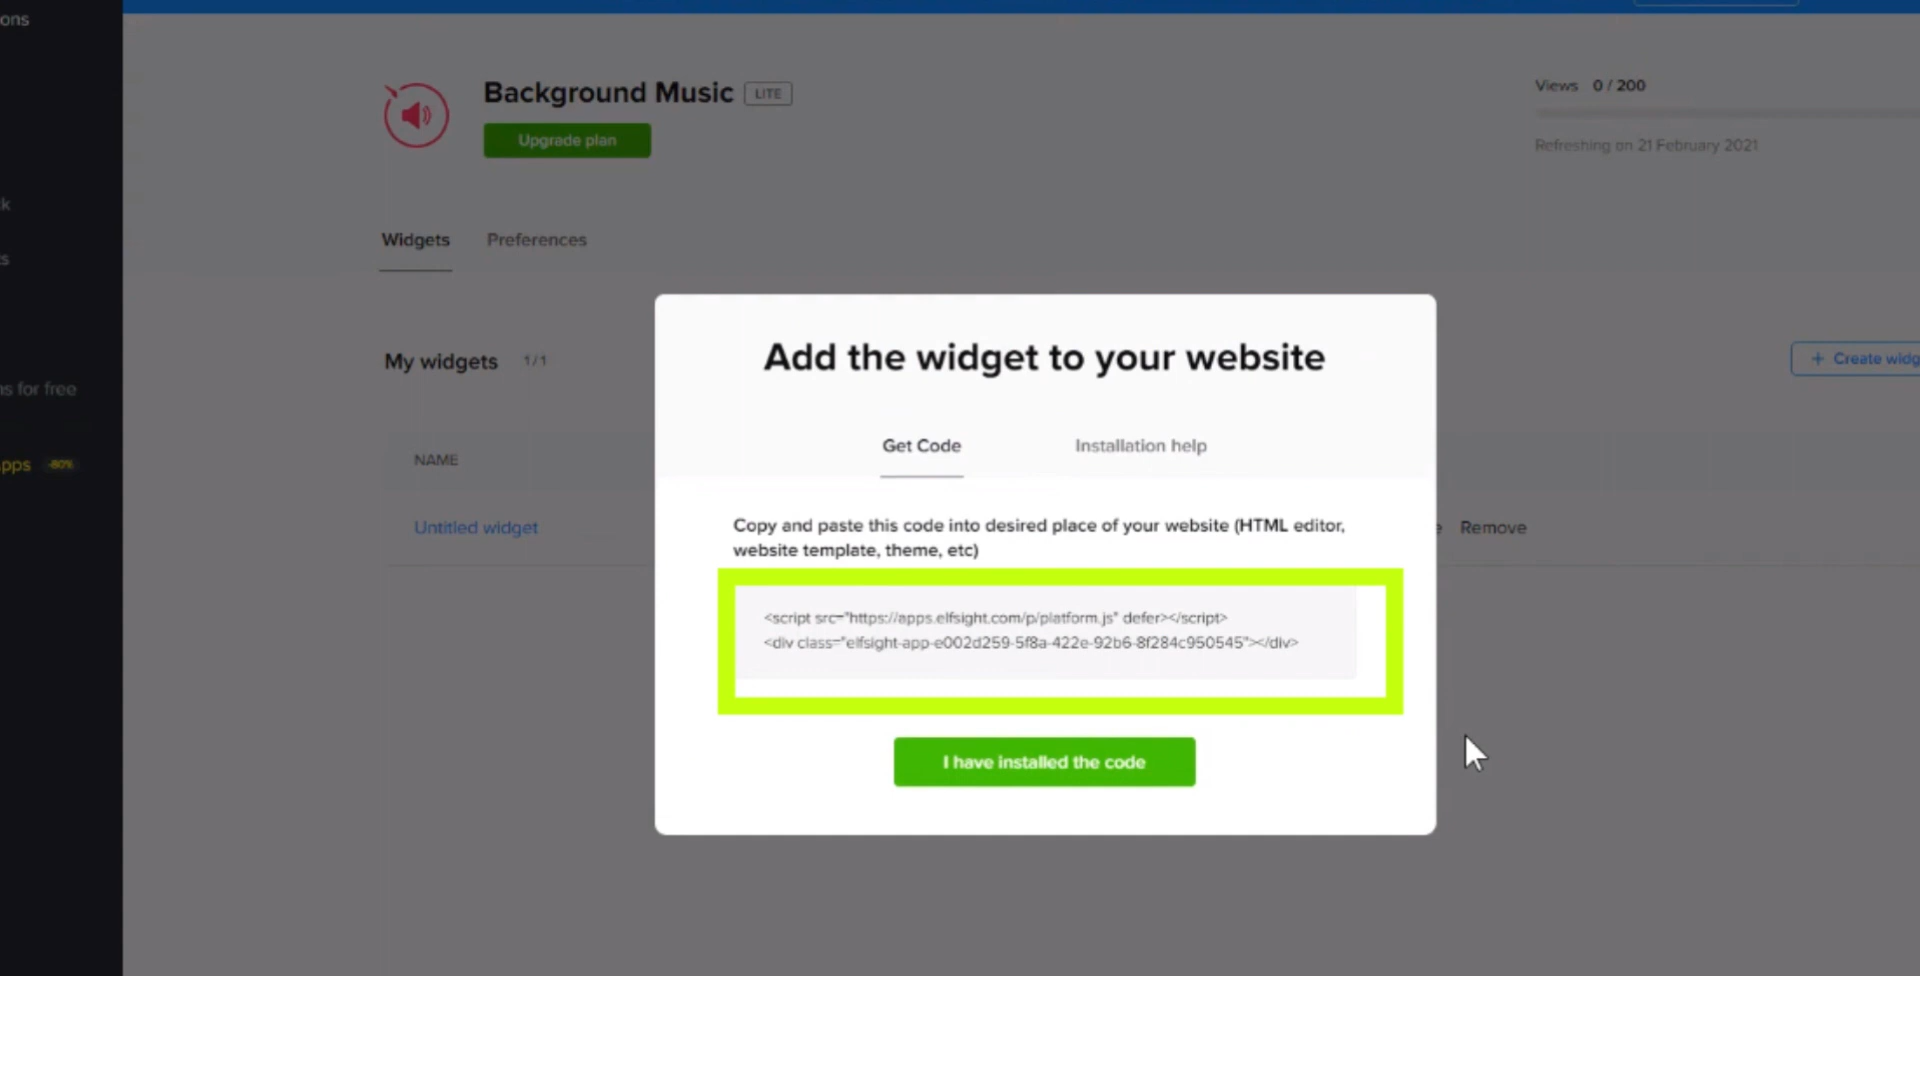 ons
Background Music LITE
Upgrade plan
Views 0 / 200
Refreshing on 21 February 2021
k
s
Widgets Preferences
My widgets 1/1
+ Create widg
ns for free
pps -80%
NAME
Untitled widget
Remove
Add the widget to your website
Get Code Installation help
Copy and paste this code into desired place of your website (HTML editor,
website template, theme, etc)
<script src="https://apps.elfsight.com/p/platform.js" defer></script>
<div class="elfsight-app-e002d259-5f8a-422e-92b6-8f284c950545"></div>
I have installed the code